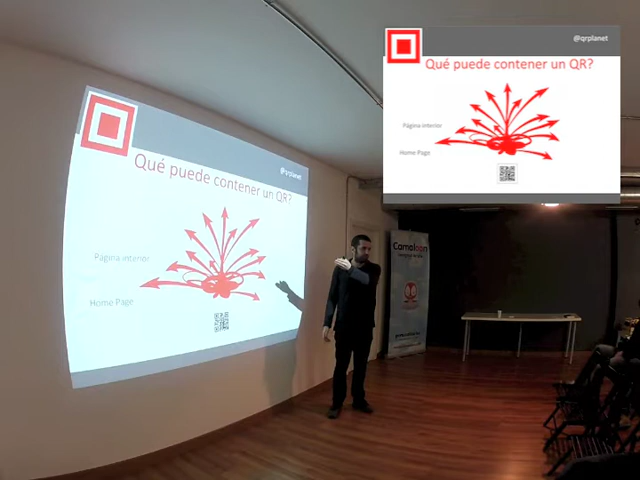 @qrplanet
Qué puede contener un QR?
Página interior
Home Page
@qrplanet
Qué puede contener un QR?
Página interior
Home Page